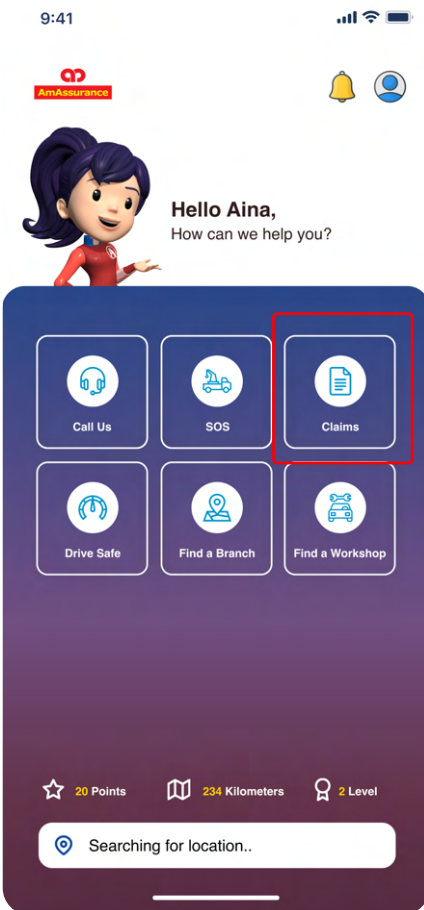 9:41
AmAssurance
Hello Aina,
How can we help you?
Call Us
SOS
Claims
Drive Safe
Find a Branch
Find a Workshop
20 Points
234 Kilometers
2 Level
Searching for location..